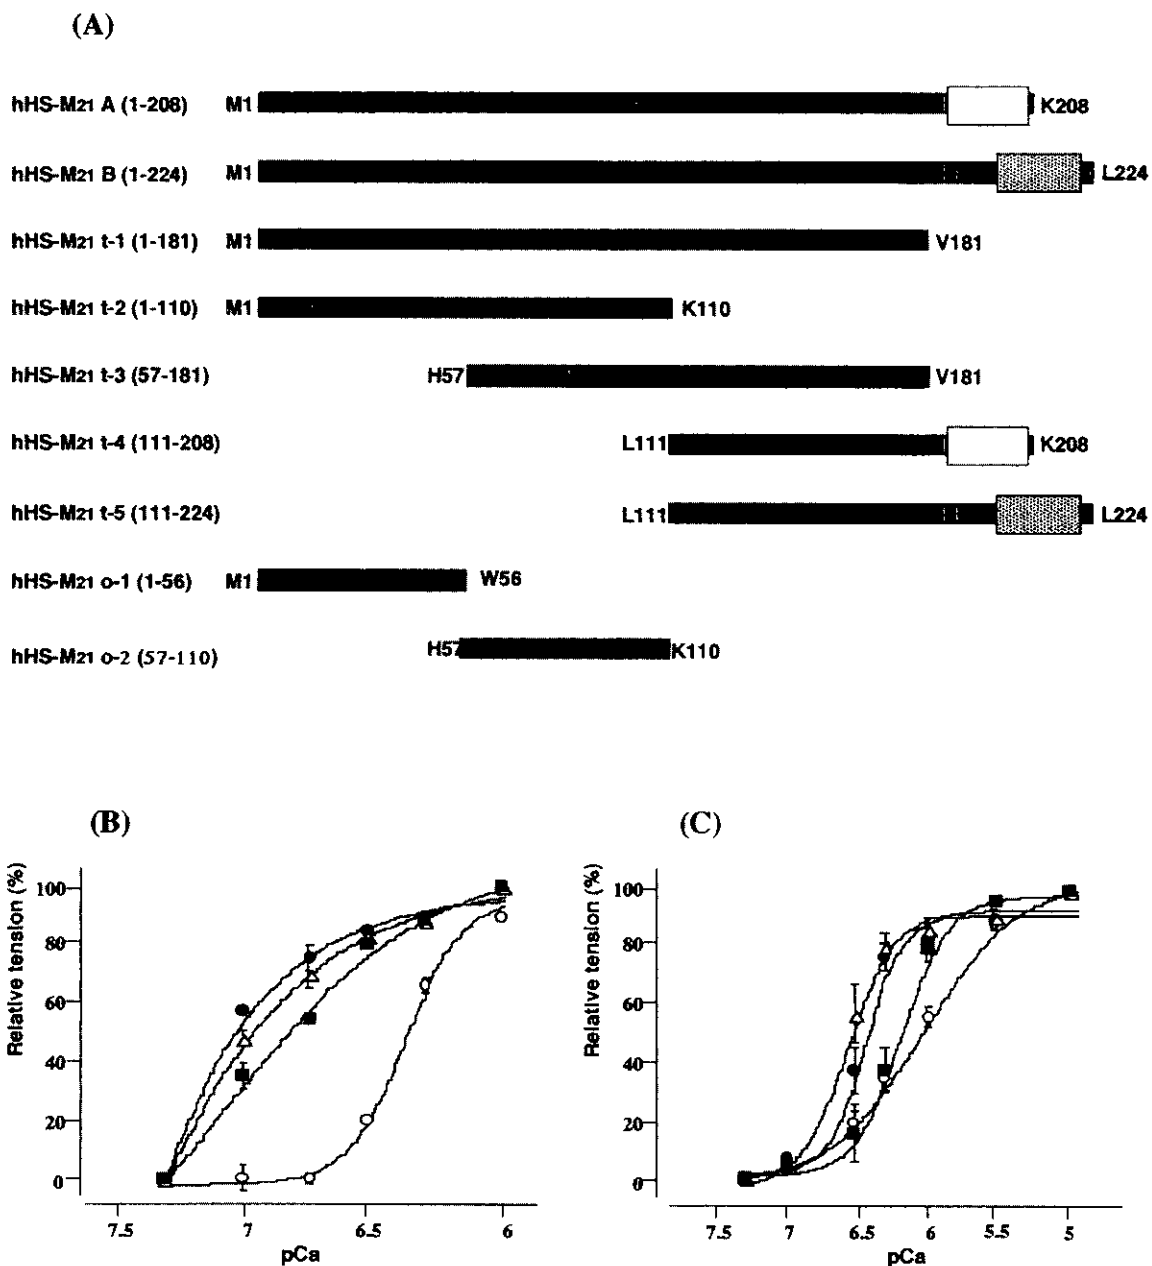 (A)
hHS-M21 A (1-208) M1 K208
hHS-M21 B (1-224) M1 L224
hHS-M21 t-1 (1-181) M1 V181
hHS-M21 t-2 (1-110) M1 K110
hHS-M21 t-3 (57-181) H57 V181
hHS-M21 t-4 (111-208) L111 K208
hHS-M21 t-5 (111-224) L111 L224
hHS-M21 o-1 (1-56) M1 W56
hHS-M21 o-2 (57-110) H57 K110
(B)
Relative tension (%)
100
80
60
40
20
0
7.5 7 6.5 6
pCa
(C)
Relative tension (%)
100
80
60
40
20
0
7.5 7 6.5 6 5.5 5
pCa